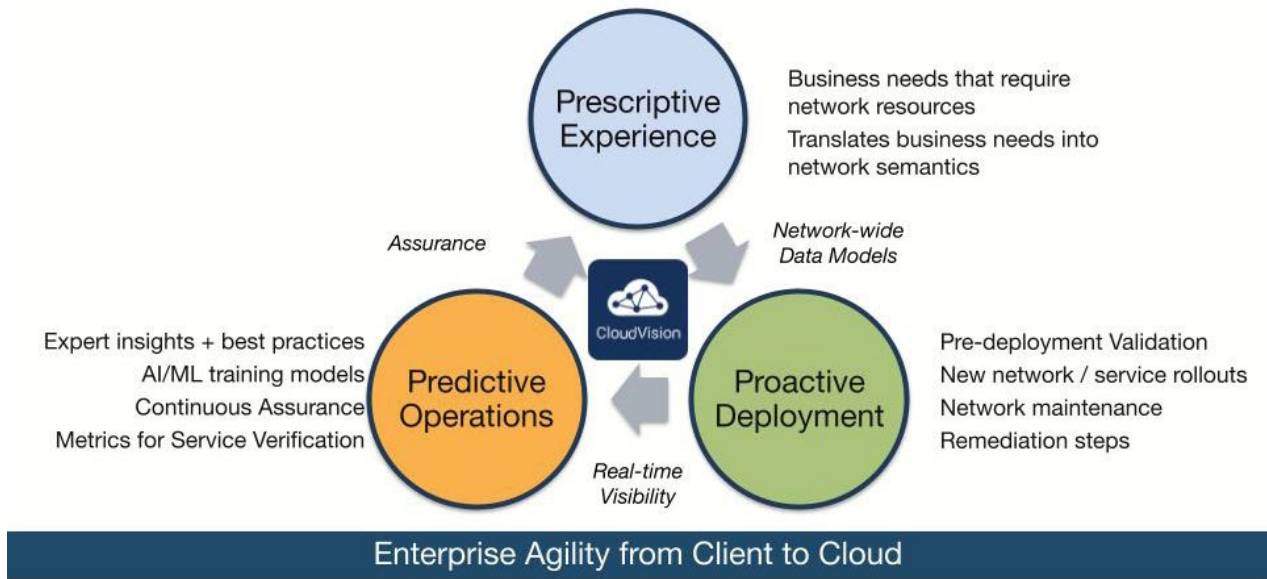 Prescriptive
Experience
Business needs that require
network resources
Translates business needs into
network semantics
Assurance
Network-wide
Data Models
CloudVision
Expert insights + best practices
AI/ML training models
Continuous Assurance
Metrics for Service Verification
Predictive
Operations
Proactive
Deployment
Pre-deployment Validation
New network / service rollouts
Network maintenance
Remediation steps
Real-time
Visibility
Enterprise Agility from Client to Cloud